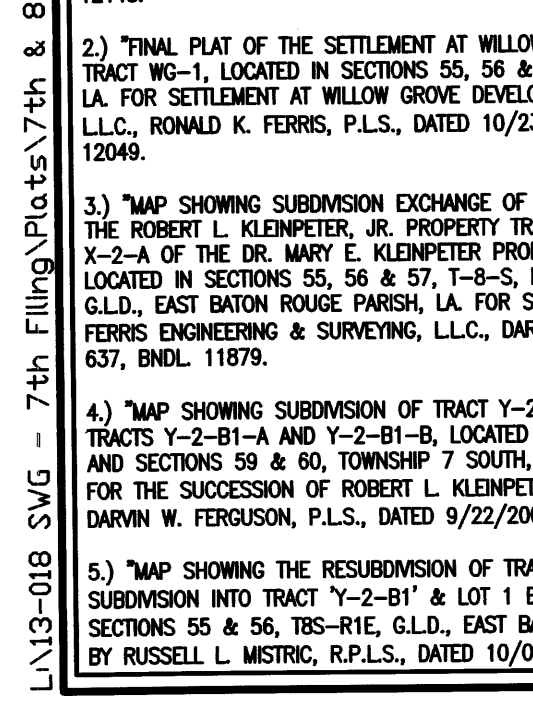 12448.
2.) "FINAL PLAT OF THE SETTLEMENT AT WILLOW
TRACT WG-1, LOCATED IN SECTIONS 55, 56 &
LA. FOR SETTLEMENT AT WILLOW GROVE DEVELO
L.L.C., RONALD K. FERRIS, P.L.S., DATED 10/23
12049.
3.) "MAP SHOWING SUBDIVISION EXCHANGE OF
THE ROBERT L. KLEINPETER, JR. PROPERTY TR
X-2-A OF THE DR. MARY E. KLEINPETER PROP
LOCATED IN SECTIONS 55, 56 & 57, T-8-S,
G.L.D., EAST BATON ROUGE PARISH, LA. FOR S
FERRIS ENGINEERING & SURVEYING, L.L.C., DAR
637, BNDL. 11879.
4.) "MAP SHOWING SUBDIVISION OF TRACT Y-2
TRACTS Y-2-B1-A AND Y-2-B1-B, LOCATED
AND SECTIONS 59 & 60, TOWNSHIP 7 SOUTH,
FOR THE SUCCESSION OF ROBERT L. KLEINPET
DARVIN W. FERGUSON, P.L.S., DATED 9/22/200
5.) "MAP SHOWING THE RESUBDIVISION OF TRA
SUBDIVISION INTO TRACT 'Y-2-B1' & LOT 1 E
SECTIONS 55 & 56, T8S-R1E, G.L.D., EAST BA
BY RUSSELL L. MISTRIC, R.P.L.S., DATED 10/0
L:\13-018 SWG - 7th Filing\Plats\7th & 8